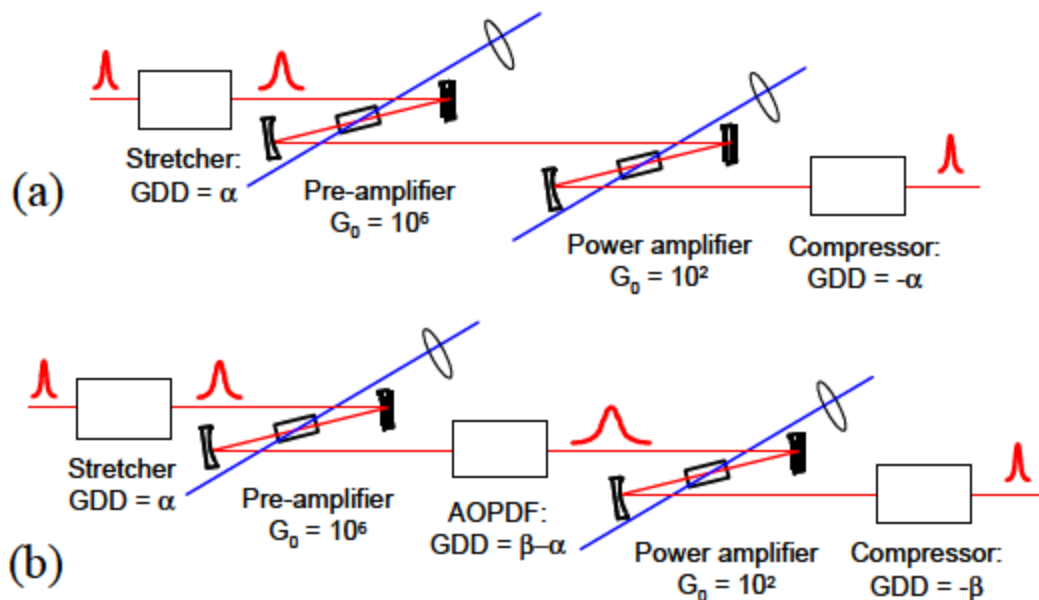 Stretcher:
GDD = α
(a)
Pre-amplifier
G₀ = 10⁶
Power amplifier
G₀ = 10²
Compressor:
GDD = -α
Stretcher
GDD = α
(b)
Pre-amplifier
G₀ = 10⁶
AOPDF:
GDD = β–α
Power amplifier
G₀ = 10²
Compressor:
GDD = -β